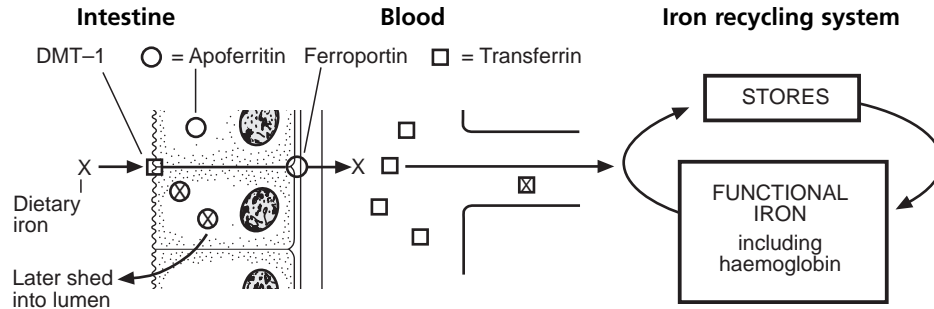 Intestine
Blood
Iron recycling system
DMT–1
= Apoferritin
Ferroportin
= Transferrin
STORES
X
X
Dietary
iron
FUNCTIONAL
IRON
including
haemoglobin
Later shed
into lumen